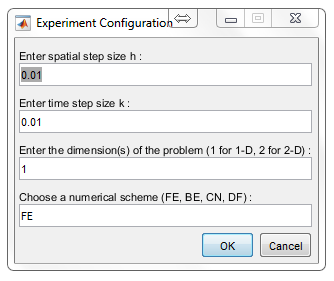 Experiment Configuration
Enter spatial step size h :
0.01
Enter time step size k :
0.01
Enter the dimension(s) of the problem (1 for 1-D, 2 for 2-D) :
1
Choose a numerical scheme (FE, BE, CN, DF) :
FE
OK Cancel